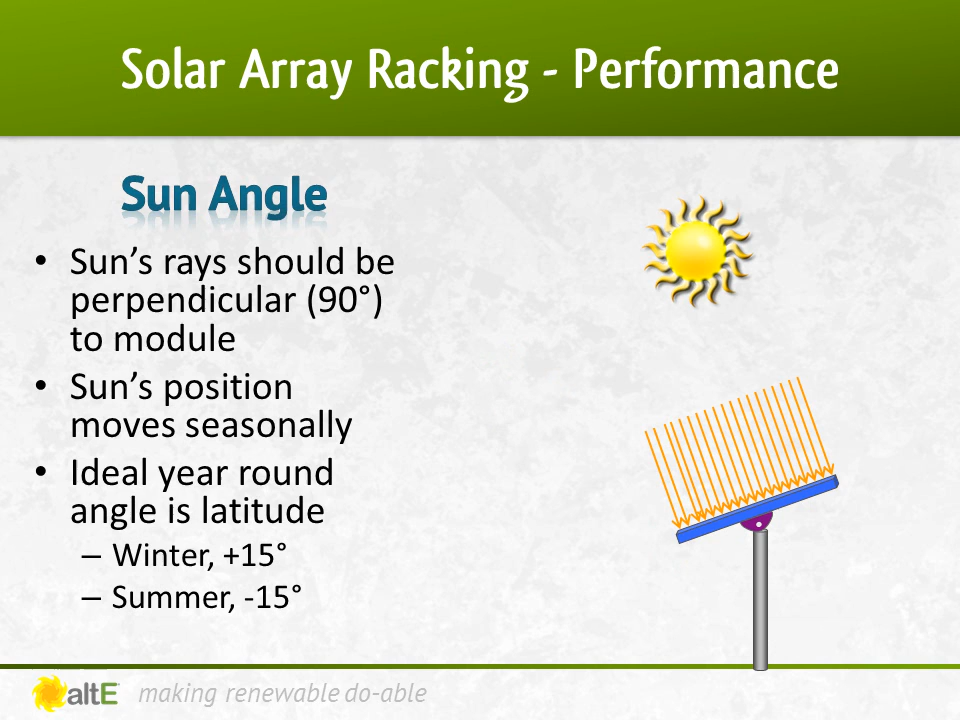 Solar Array Racking - Performance
Sun Angle
• Sun’s rays should be
perpendicular (90°)
to module
• Sun’s position
moves seasonally
• Ideal year round
angle is latitude
– Winter, +15°
– Summer, -15°
altE making renewable do-able